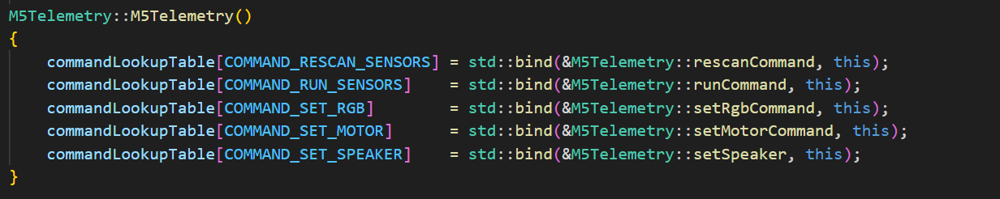 M5Telemetry::M5Telemetry()
{
    commandLookupTable[COMMAND_RESCAN_SENSORS] = std::bind(&M5Telemetry::rescanCommand, this);
    commandLookupTable[COMMAND_RUN_SENSORS]    = std::bind(&M5Telemetry::runCommand, this);
    commandLookupTable[COMMAND_SET_RGB]        = std::bind(&M5Telemetry::setRgbCommand, this);
    commandLookupTable[COMMAND_SET_MOTOR]      = std::bind(&M5Telemetry::setMotorCommand, this);
    commandLookupTable[COMMAND_SET_SPEAKER]    = std::bind(&M5Telemetry::setSpeaker, this);
}